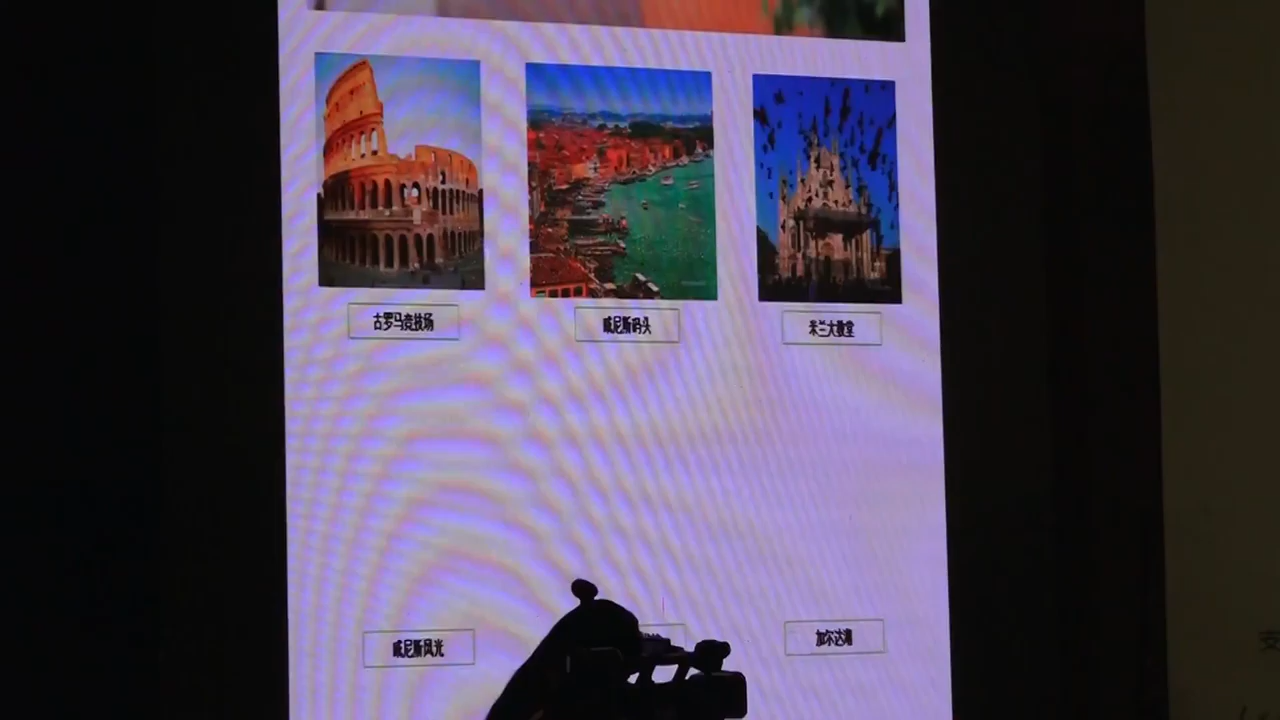 古罗马竞技场
威尼斯码头
米兰大教堂
威尼斯风光
加尔达湖